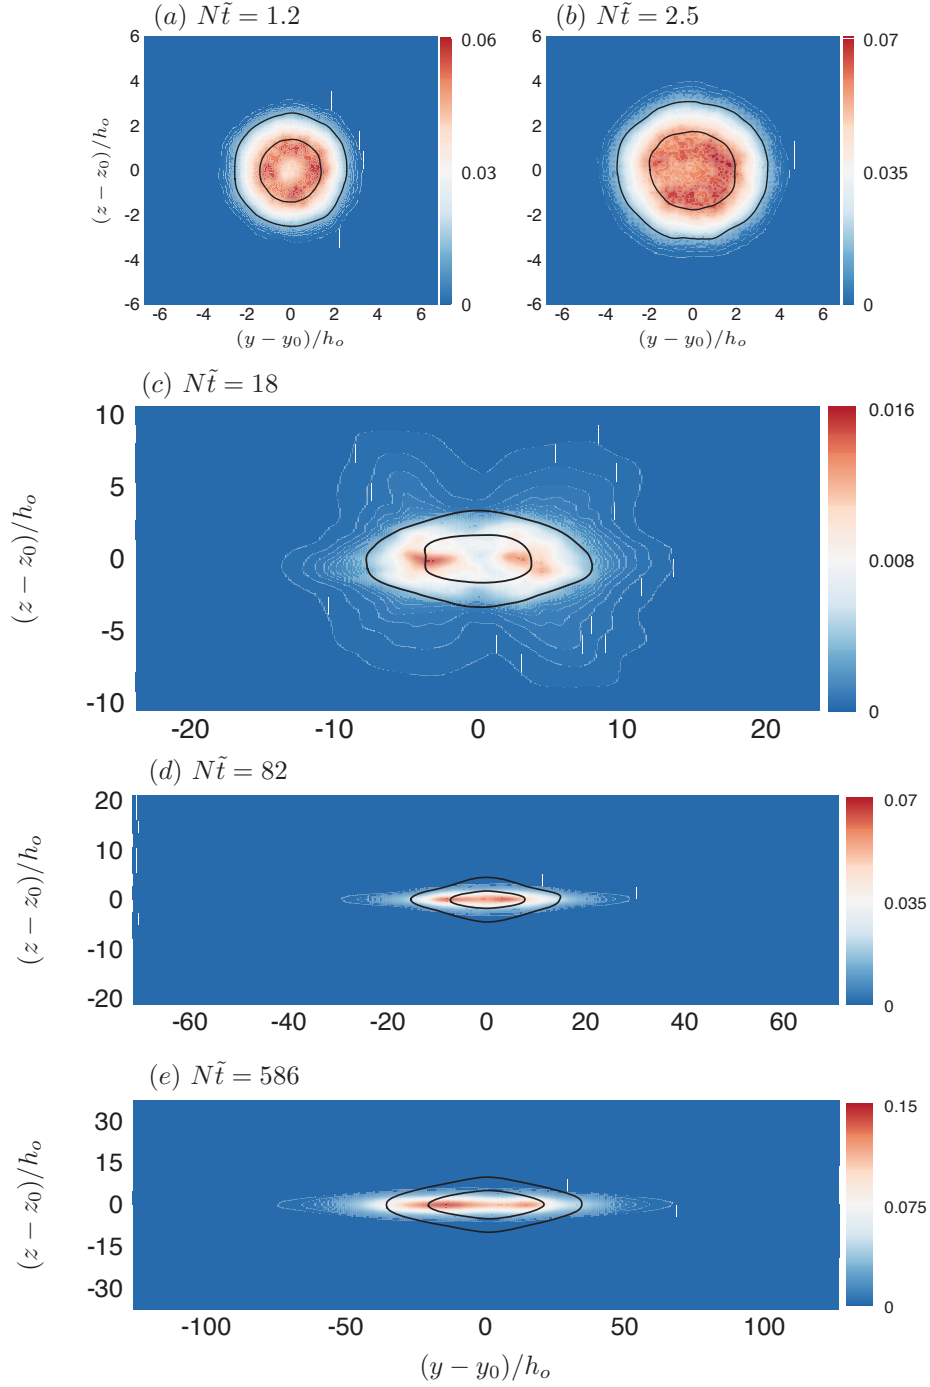 (a) Nt̃ = 1.2
(b) Nt̃ = 2.5
6
4
2
0
-2
-4
-6
(z − z₀)/hₒ
-6 -4 -2 0 2 4 6
(y − y₀)/hₒ
0.06
0.03
0
6
4
2
0
-2
-4
-6
-6 -4 -2 0 2 4 6
(y − y₀)/hₒ
0.07
0.035
0
(c) Nt̃ = 18
10
5
0
-5
-10
(z − z₀)/hₒ
-20 -10 0 10 20
0.016
0.008
0
(d) Nt̃ = 82
20
10
0
-10
-20
(z − z₀)/hₒ
-60 -40 -20 0 20 40 60
0.07
0.035
0
(e) Nt̃ = 586
30
15
0
-15
-30
(z − z₀)/hₒ
-100 -50 0 50 100
(y − y₀)/hₒ
0.15
0.075
0